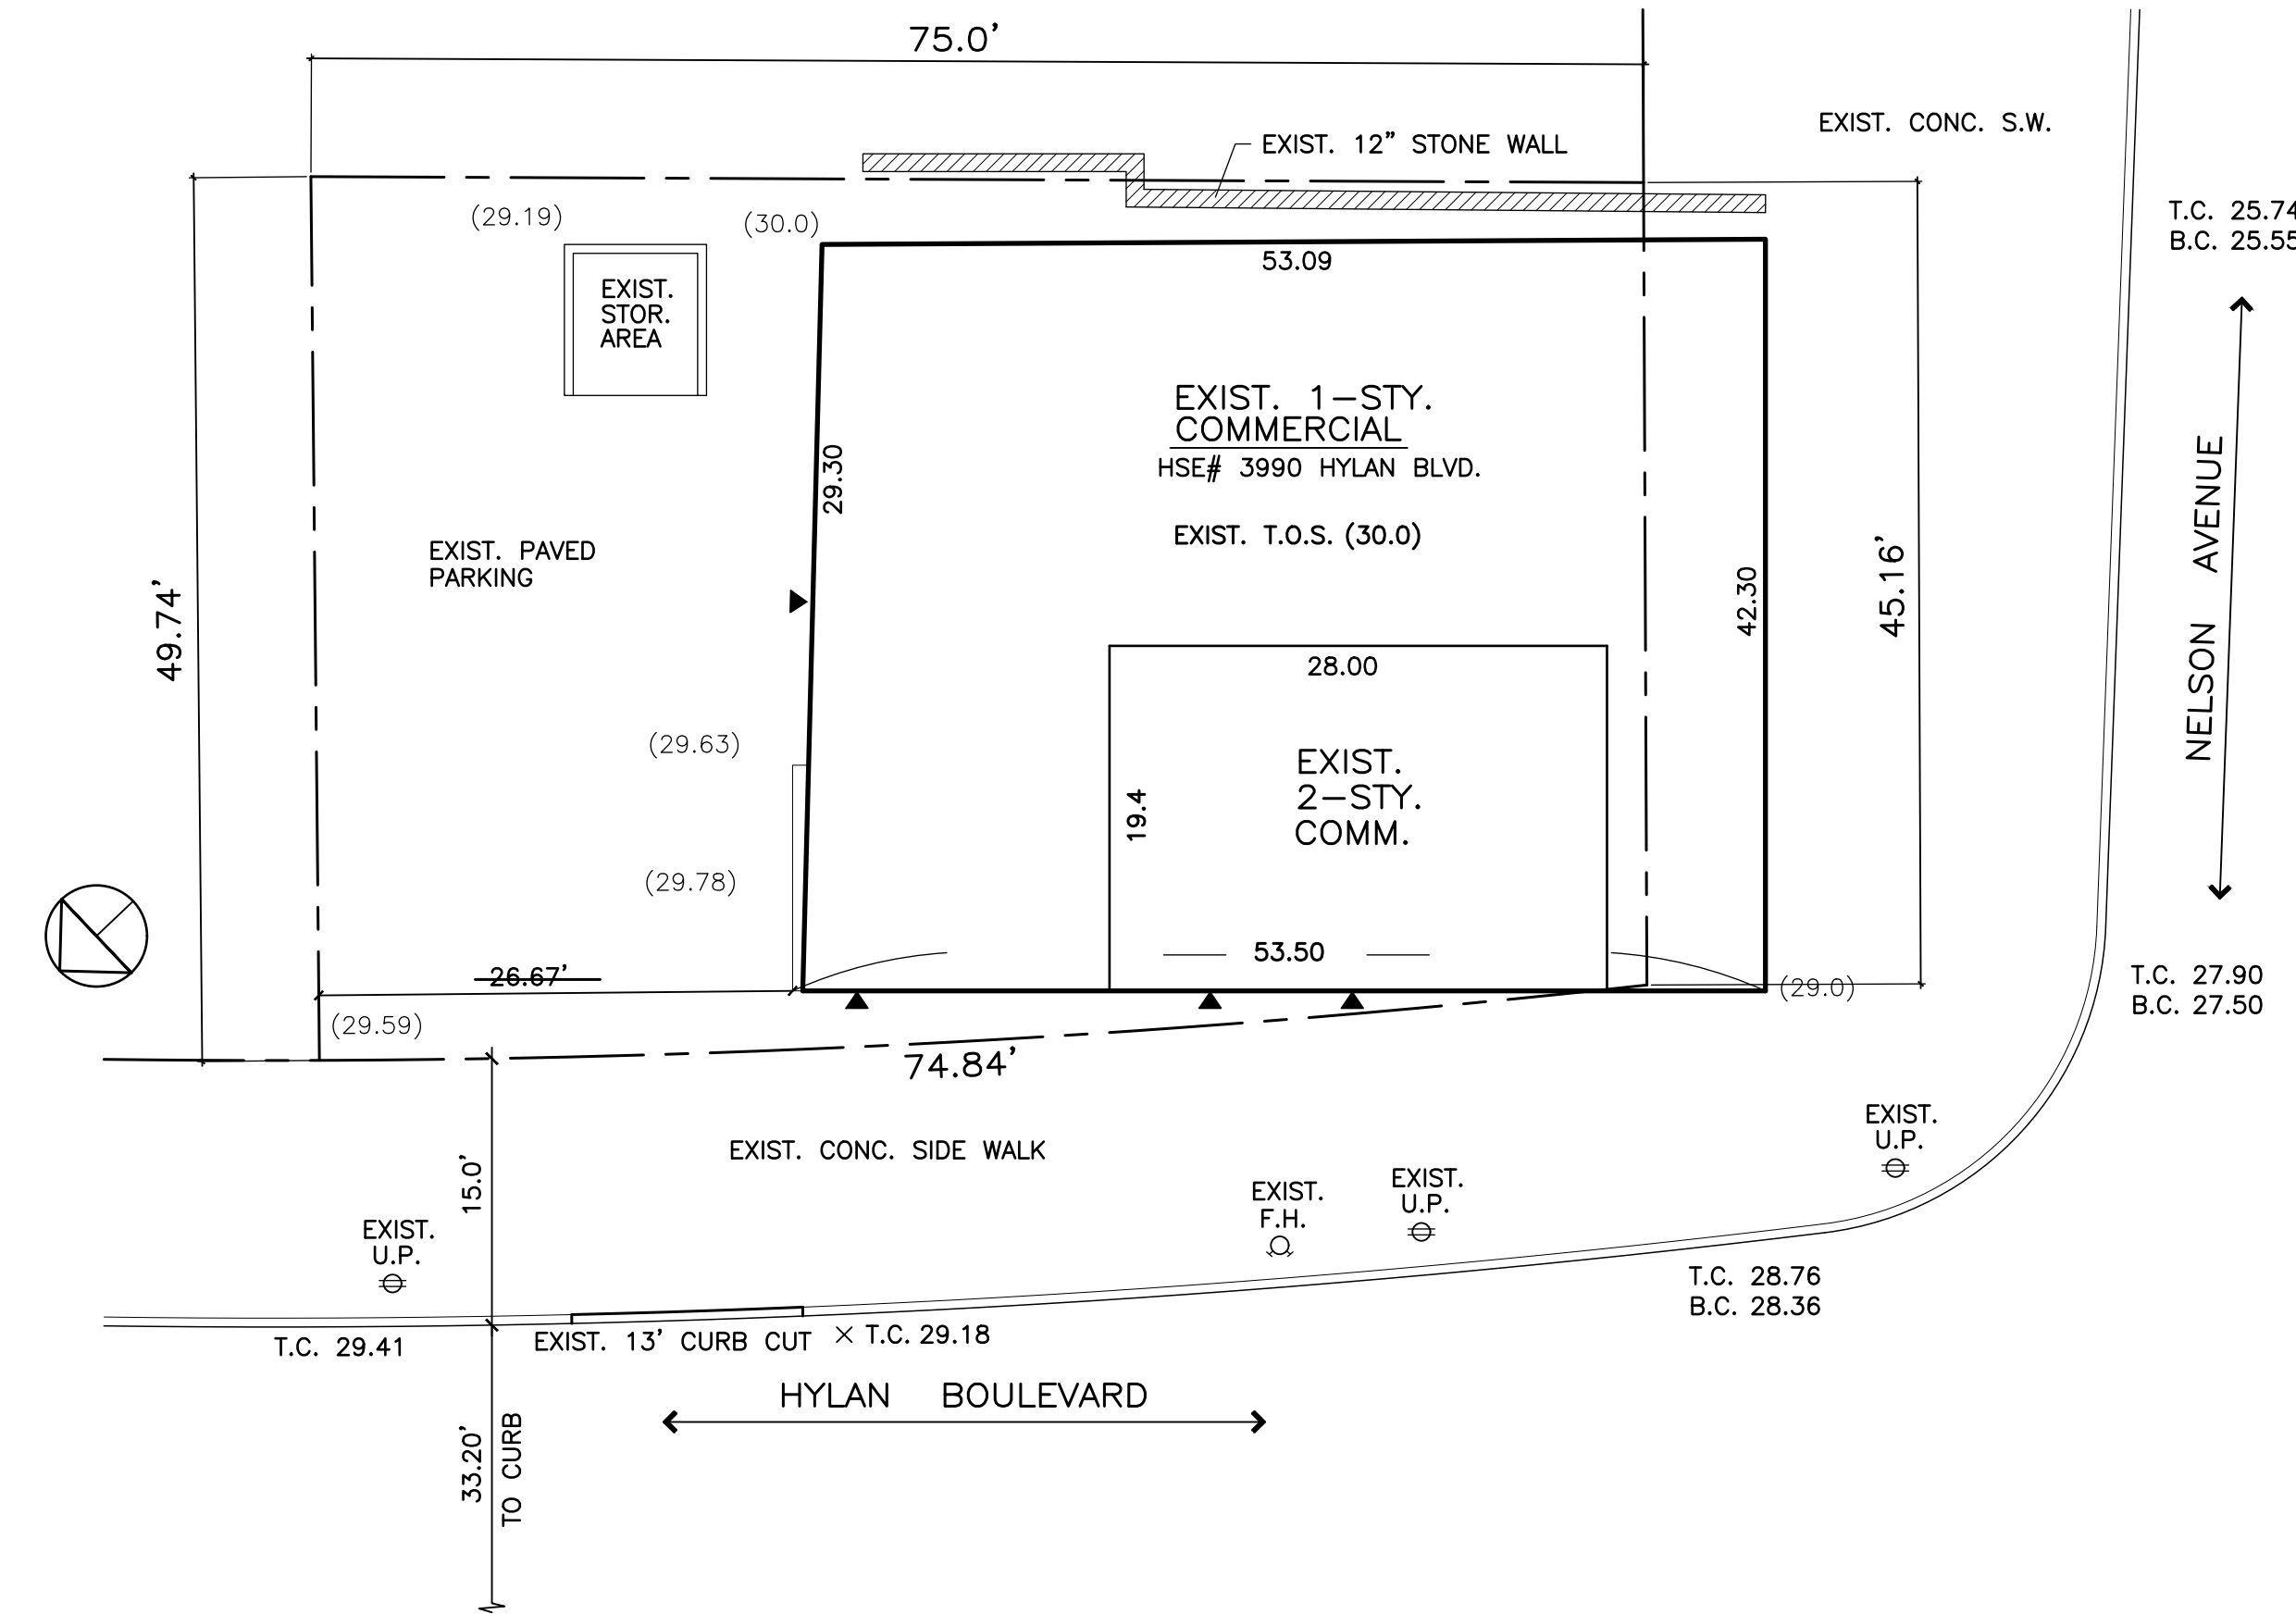 75.0'
EXIST. 12" STONE WALL
EXIST. CONC. S.W.
(29.19)
(30.0)
T.C. 25.74
B.C. 25.55
53.09
EXIST.
STOR.
AREA
EXIST. 1-STY.
COMMERCIAL
HSE# 3990 HYLAN BLVD.
29.30
EXIST. T.O.S. (30.0)
EXIST. PAVED
PARKING
49.74'
42.30
45.16'
NELSON AVENUE
28.00
(29.63)
EXIST.
2-STY.
COMM.
19.4
(29.78)
53.50
26.67'
(29.0)
T.C. 27.90
B.C. 27.50
(29.59)
74.84'
EXIST. CONC. SIDE WALK
15.0'
EXIST.
U.P.
EXIST.
F.H.
EXIST.
U.P.
EXIST.
U.P.
T.C. 28.76
B.C. 28.36
T.C. 29.41
EXIST. 13' CURB CUT
T.C. 29.18
HYLAN BOULEVARD
33.20'
TO CURB